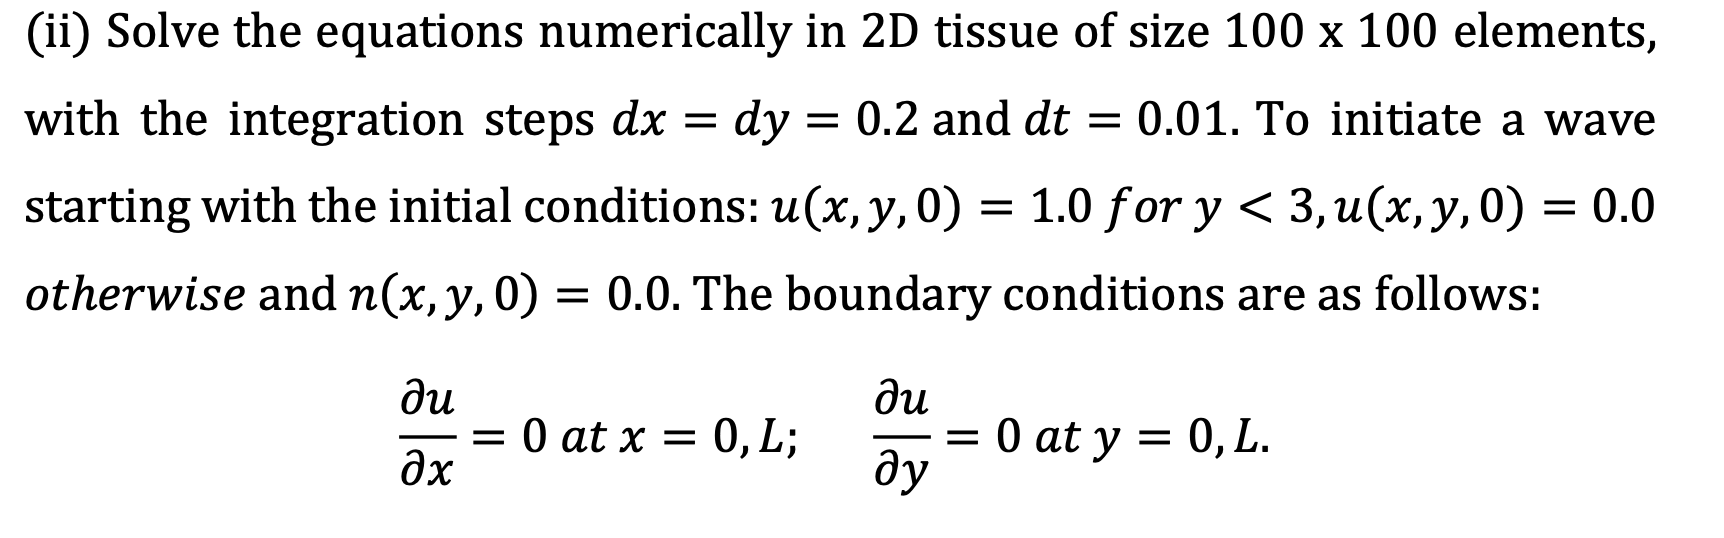 (ii) Solve the equations numerically in 2D tissue of size 100 x 100 elements,
with the integration steps dx = dy = 0.2 and dt = 0.01. To initiate a wave
starting with the initial conditions: u(x, y, 0) = 1.0 for y < 3, u(x, y, 0) = 0.0
otherwise and n(x, y, 0) = 0.0. The boundary conditions are as follows:
∂u/∂x = 0 at x = 0, L; ∂u/∂y = 0 at y = 0, L.